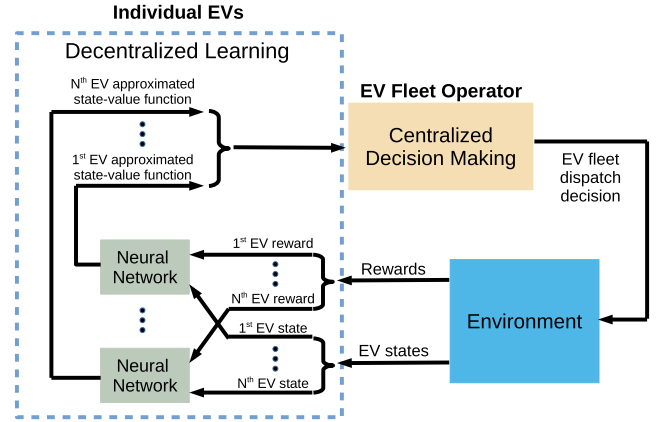 Individual EVs
Decentralized Learning
Nth EV approximated
state-value function
1st EV approximated
state-value function
EV Fleet Operator
Centralized
Decision Making
EV fleet
dispatch
decision
Neural
Network
1st EV reward
Nth EV reward
Rewards
1st EV state
Nth EV state
EV states
Environment
Neural
Network